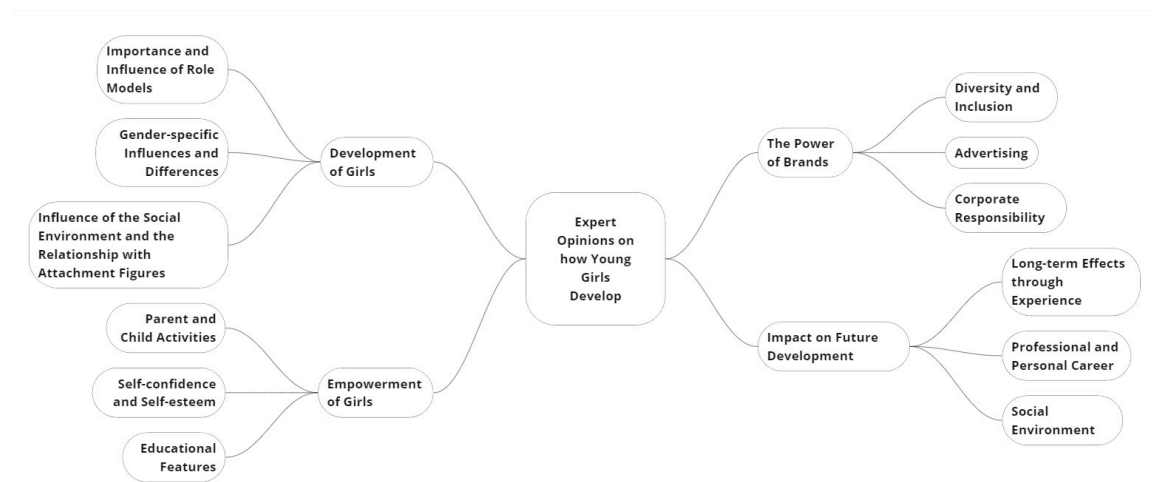 Importance and
Influence of Role
Models
Gender-specific
Influences and
Differences
Influence of the Social
Environment and the
Relationship with
Attachment Figures
Development
of Girls
Parent and
Child Activities
Self-confidence
and Self-esteem
Educational
Features
Empowerment
of Girls
Expert
Opinions on
how Young
Girls
Develop
The Power
of Brands
Diversity and
Inclusion
Advertising
Corporate
Responsibility
Impact on Future
Development
Long-term Effects
through
Experience
Professional and
Personal Career
Social
Environment